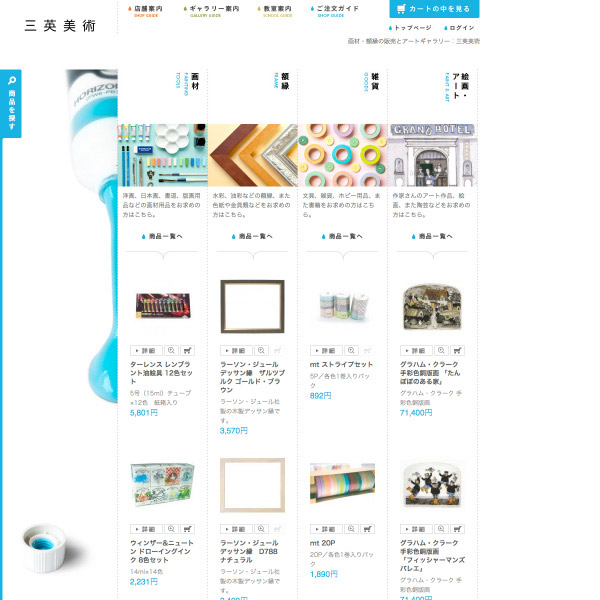 三英美術
店舗案内
SHOP GUIDE
ギャラリー案内
GALLERY GUIDE
教室案内
SCHOOL GUIDE
ご注文ガイド
SHOP GUIDE
カートの中を見る
トップページ
ログイン
画材・額縁の販売とアートギャラリー:三英美術
商品を探す
HORIZON
画材
PAINTING TOOLS
額縁
FRAME
雑貨
GOODS
絵画・アート
PAINT & ART
GRAND HOTEL
洋画、日本画、書道、版画用
品などの画材用品をお求めの
方はこちら。
商品一覧へ
水彩、油彩などの額縁、また
色紙や金具類などをお求めの
方はこちら。
商品一覧へ
文具、雑貨、ホビー用品、ま
た書籍をお求めの方はこち
ら。
商品一覧へ
作家さんのアート作品、絵
画、また陶芸などをお求めの
方はこちら。
商品一覧へ
詳細
ターレンス レンブラ
ント油絵具 12色セッ
ト
5号(15ml)チューブ
×12色 紙箱入り
5,801円
詳細
ラーソン・ジュール
デッサン縁 ザルツブ
ルク ゴールド・ブラ
ウン
ラーソン・ジュール社
製の木製デッサン縁で
す。
3,570円
詳細
mt ストライプセット
5P/各色1巻入りパッ
ク
892円
詳細
グラハム・クラーク
手彩色銅版画 「たん
ぽぽのある家」
グラハム・クラーク 手
彩色銅版画
71,400円
詳細
ウィンザー&ニュート
ン ドローイングイン
ク 8色セット
14ml×14色
2,231円
詳細
ラーソン・ジュール
デッサン縁 D788
ナチュラル
ラーソン・ジュール社
製の木製デッサン縁で
す。
詳細
mt 20P
20P/各色1巻入りパッ
ク
1,890円
詳細
グラハム・クラーク
手彩色銅版画
「フィッシャーマンズ
バレエ」
グラハム・クラーク 手
彩色銅版画
71,400円